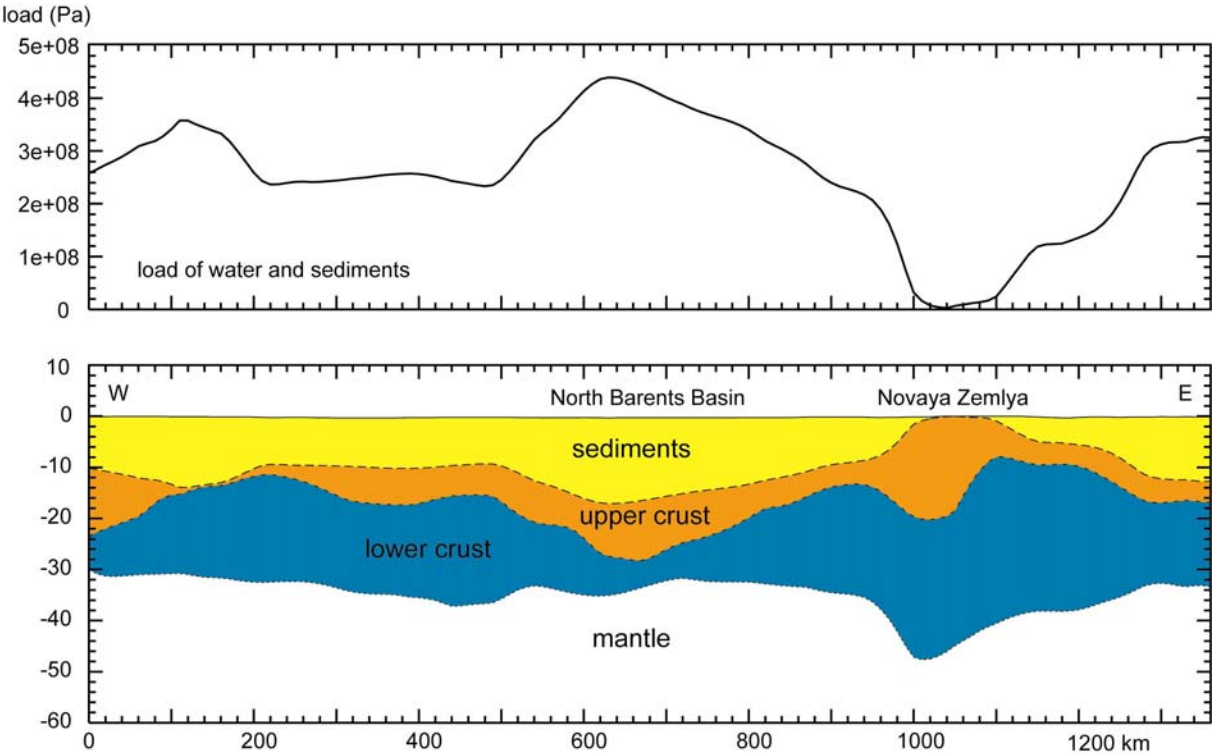 load (Pa)
5e+08
4e+08
3e+08
2e+08
1e+08
0
load of water and sediments
10
0
-10
-20
-30
-40
-50
-60
W
North Barents Basin
Novaya Zemlya
E
sediments
upper crust
lower crust
mantle
0
200
400
600
800
1000
1200 km